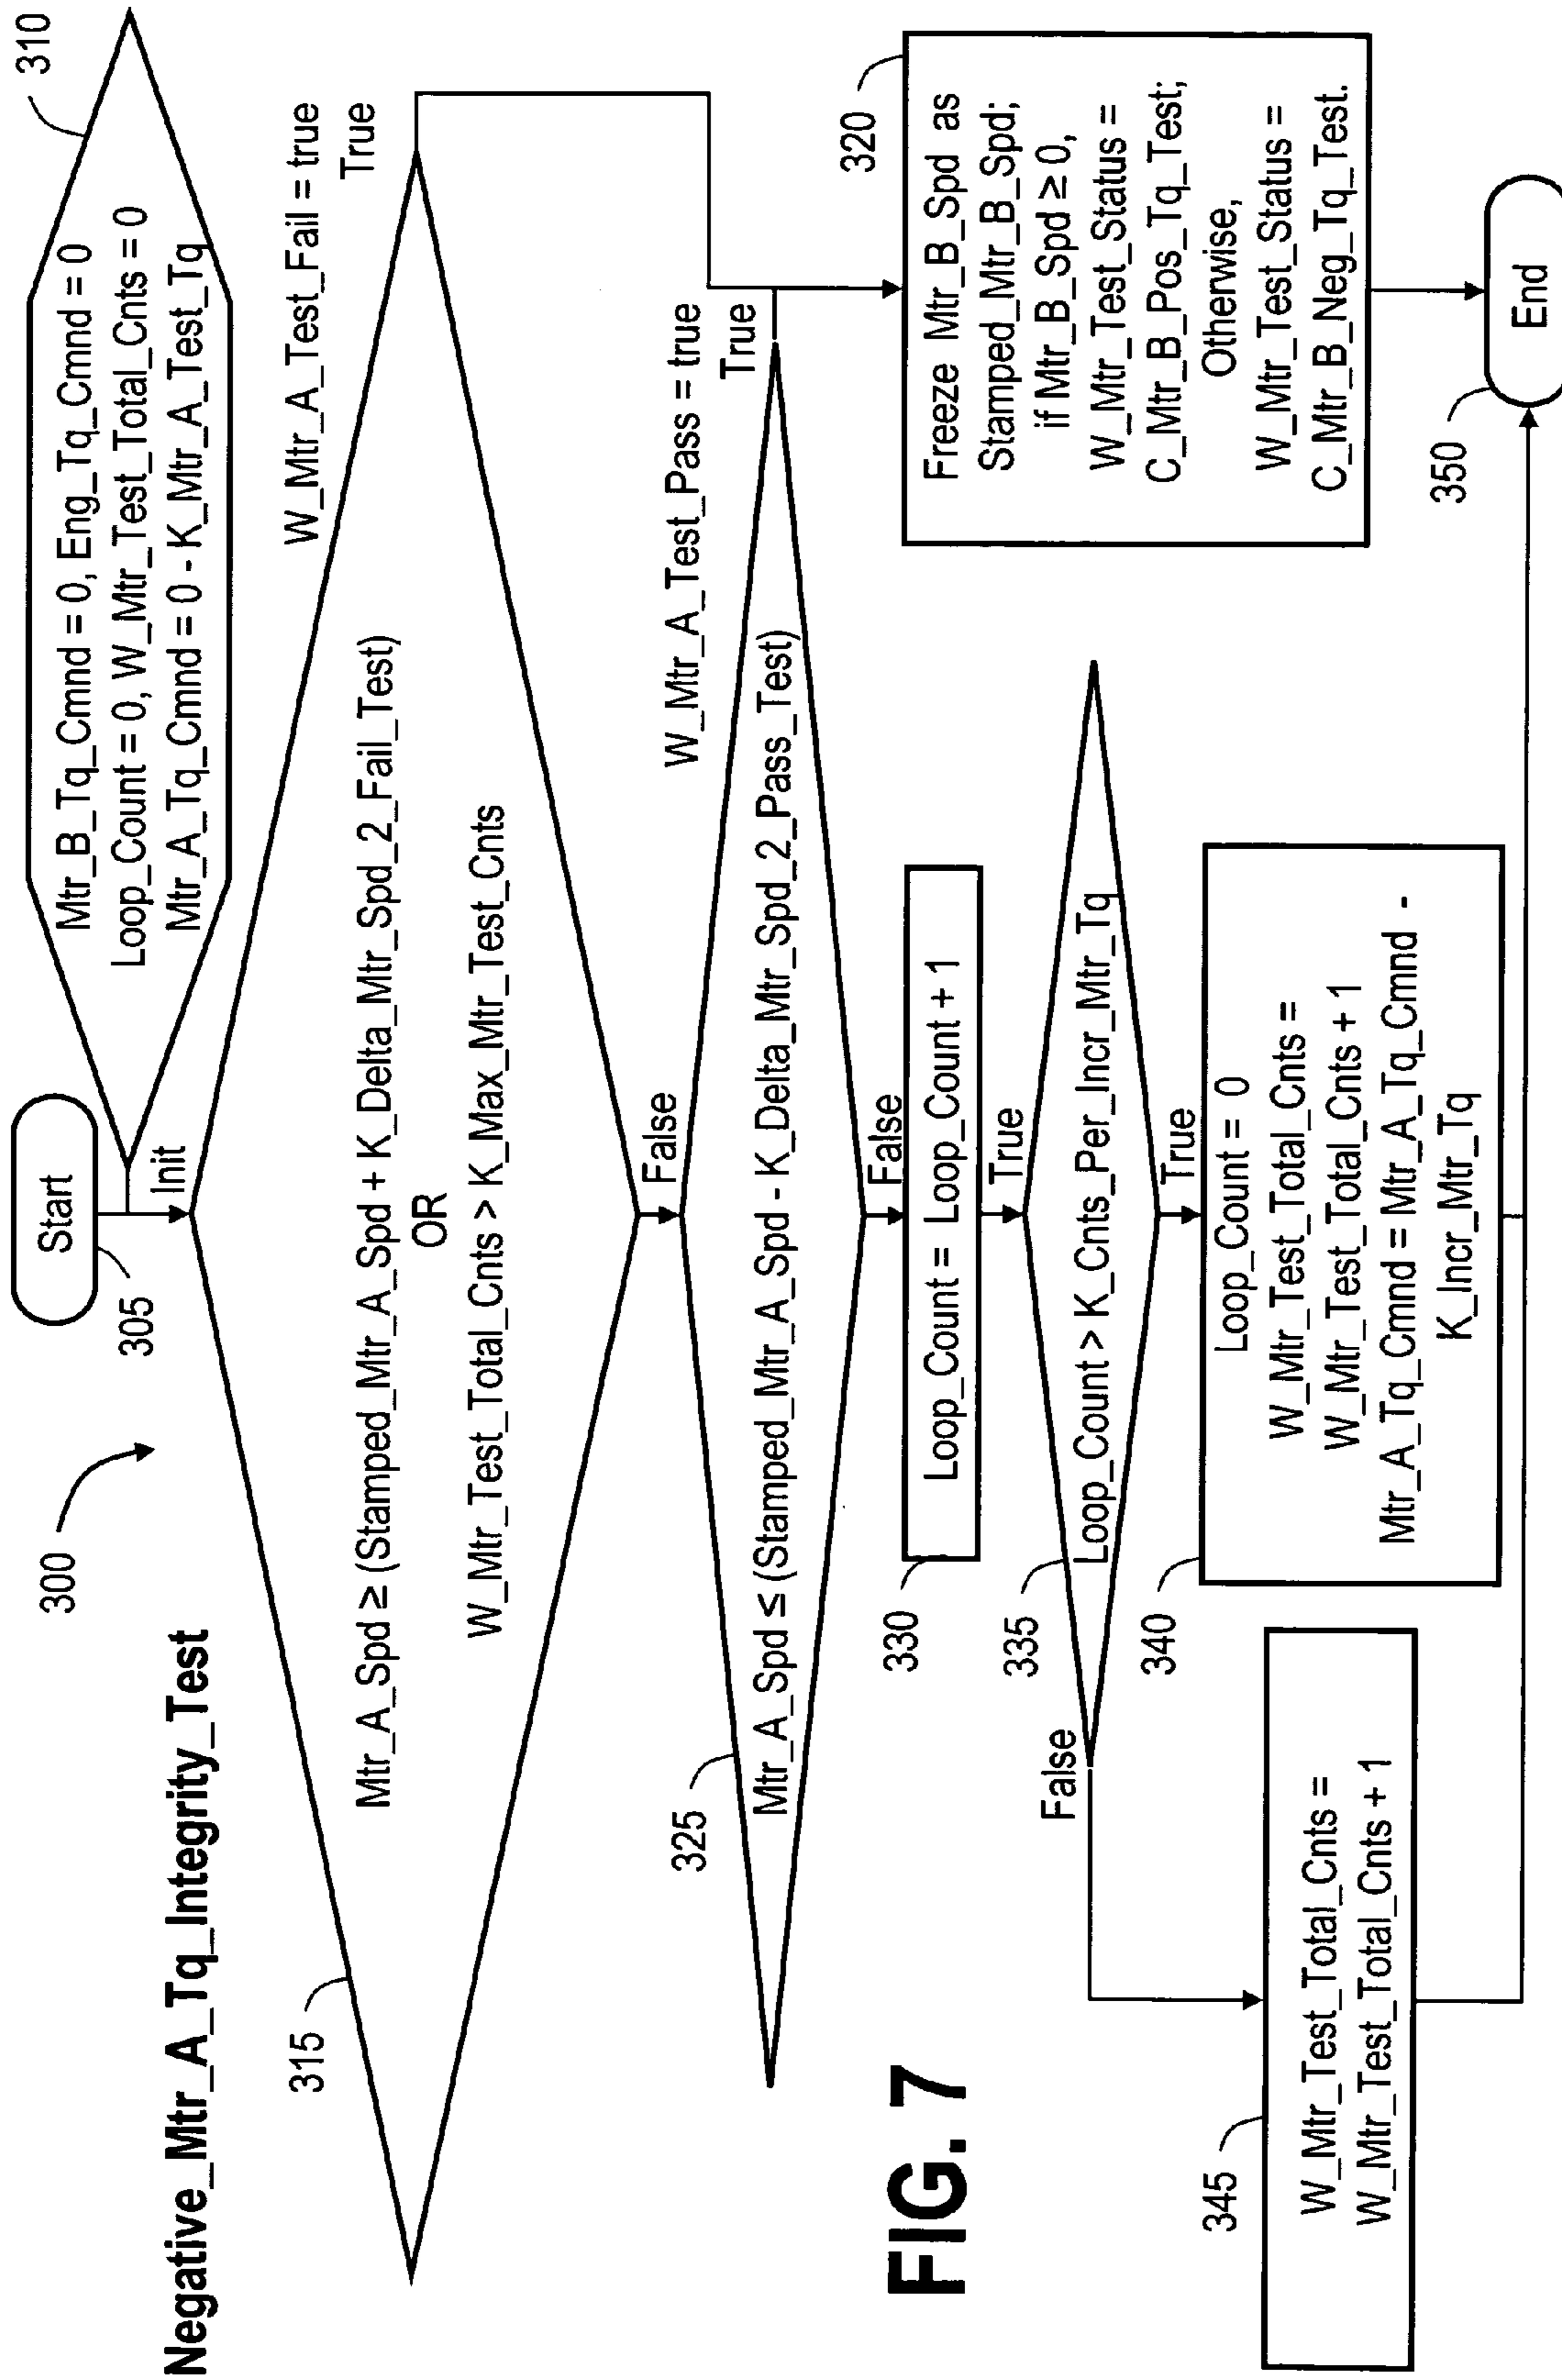 Negative_Mtr_A_Tq_Integrity_Test
300
Start
305
310
Mtr_B_Tq_Cmnd = 0, Eng_Tq_Cmnd = 0
Loop_Count = 0, W_Mtr_Test_Total_Cnts = 0
Mtr_A_Tq_Cmnd = 0 - K_Mtr_A_Test_Tq
Init
315
Mtr_A_Spd ≥ (Stamped_Mtr_A_Spd + K_Delta_Mtr_Spd_2_Fail_Test)
OR
W_Mtr_Test_Total_Cnts > K_Max_Mtr_Test_Cnts
W_Mtr_A_Test_Fail = true
True
False
325
Mtr_A_Spd ≤ (Stamped_Mtr_A_Spd - K_Delta_Mtr_Spd_2_Pass_Test)
W_Mtr_A_Test_Pass = true
True
False
320
Freeze Mtr_B_Spd as
Stamped_Mtr_B_Spd;
if Mtr_B_Spd ≥ 0,
W_Mtr_Test_Status =
C_Mtr_B_Pos_Tq_Test;
Otherwise,
W_Mtr_Test_Status =
C_Mtr_B_Neg_Tq_Test.
330
Loop_Count = Loop_Count + 1
True
335
Loop_Count > K_Cnts_Per_Incr_Mtr_Tq
False
True
340
Loop_Count = 0
W_Mtr_Test_Total_Cnts =
W_Mtr_Test_Total_Cnts + 1
Mtr_A_Tq_Cmnd = Mtr_A_Tq_Cmnd -
K_Incr_Mtr_Tq
345
W_Mtr_Test_Total_Cnts =
W_Mtr_Test_Total_Cnts + 1
350
End
FIG. 7